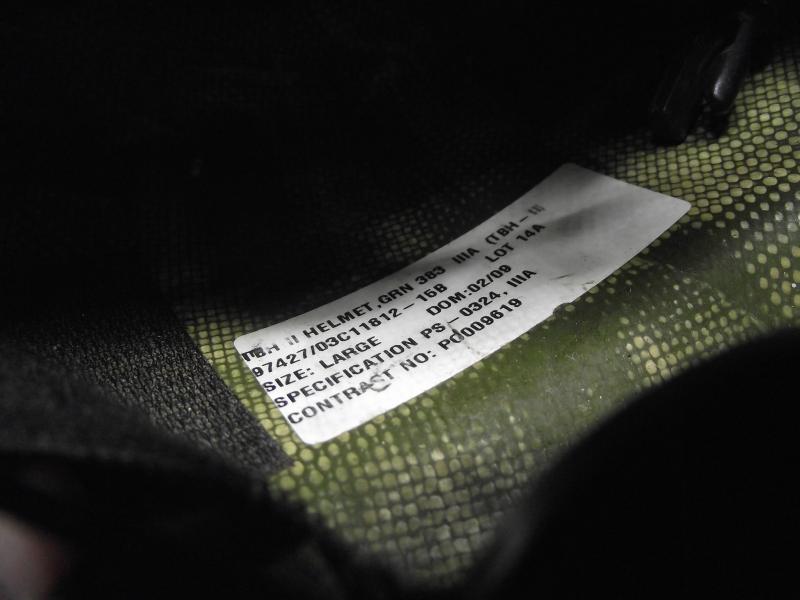 TBH II HELMET, GRN 383 IIIA (TBH-II)
97427/03C11812-15B LOT 14A
SIZE: LARGE DOM:02/09
SPECIFICATION PS-0324, IIIA
CONTRACT NO: PO009619